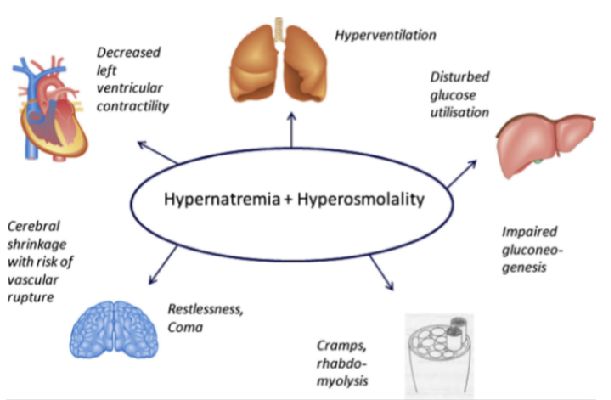 Decreased
left
ventricular
contractility
Hyperventilation
Disturbed
glucose
utilisation
Hypernatremia + Hyperosmolality
Cerebral
shrinkage
with risk of
vascular
rupture
Restlessness,
Coma
Cramps,
rhabdo-
myolysis
Impaired
gluconeo-
genesis